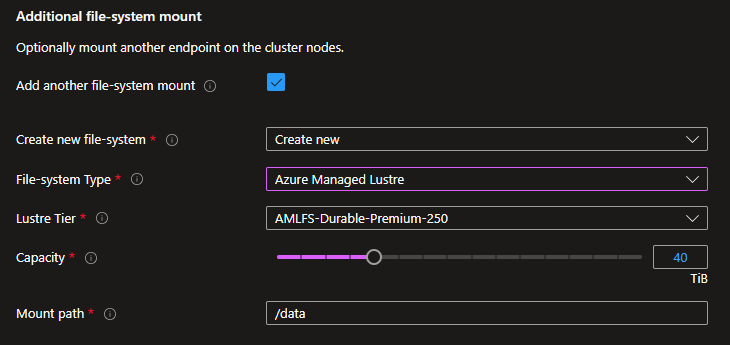 Additional file-system mount
Optionally mount another endpoint on the cluster nodes.
Add another file-system mount
Create new file-system * Create new
File-system Type * Azure Managed Lustre
Lustre Tier * AMLFS-Durable-Premium-250
Capacity * 40
TiB
Mount path * /data